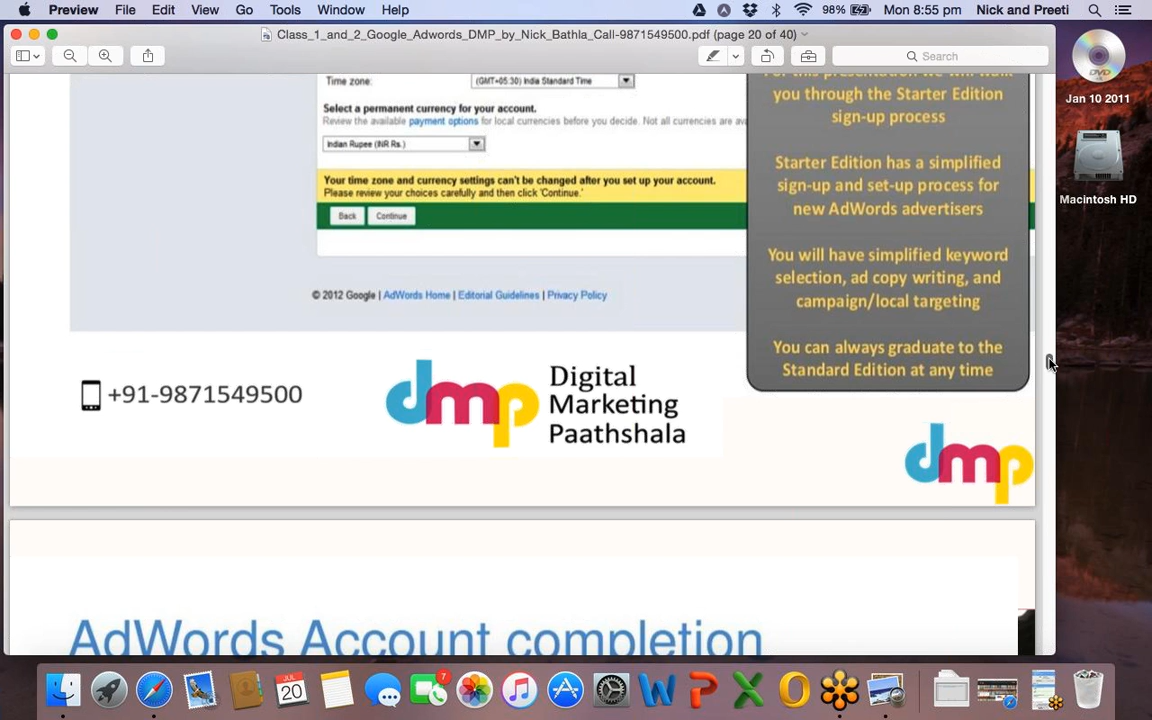 Preview File Edit View Go Tools Window Help 98% Mon 8:55 pm Nick and Preeti
Class_1_and_2_Google_Adwords_DMP_by_Nick_Bathla_Call-9871549500.pdf (page 20 of 40)
Search
DVD
Jan 10 2011
Macintosh HD
Time zone: (GMT+05:30) India Standard Time
Select a permanent currency for your account.
Review the available payment options for local currencies before you decide. Not all currencies are
Indian Rupee (INR Rs.)
Your time zone and currency settings can't be changed after you set up your account.
Please review your choices carefully and then click 'Continue.'
Back Continue
© 2012 Google | AdWords Home | Editorial Guidelines | Privacy Policy
For this presentation we will walk
you through the Starter Edition
sign-up process
Starter Edition has a simplified
sign-up and set-up process for
new AdWords advertisers
You will have simplified keyword
selection, ad copy writing, and
campaign/local targeting
You can always graduate to the
Standard Edition at any time
+91-9871549500
dmp
Digital
Marketing
Paathshala
dmp
AdWords Account completion
JUL
20
7